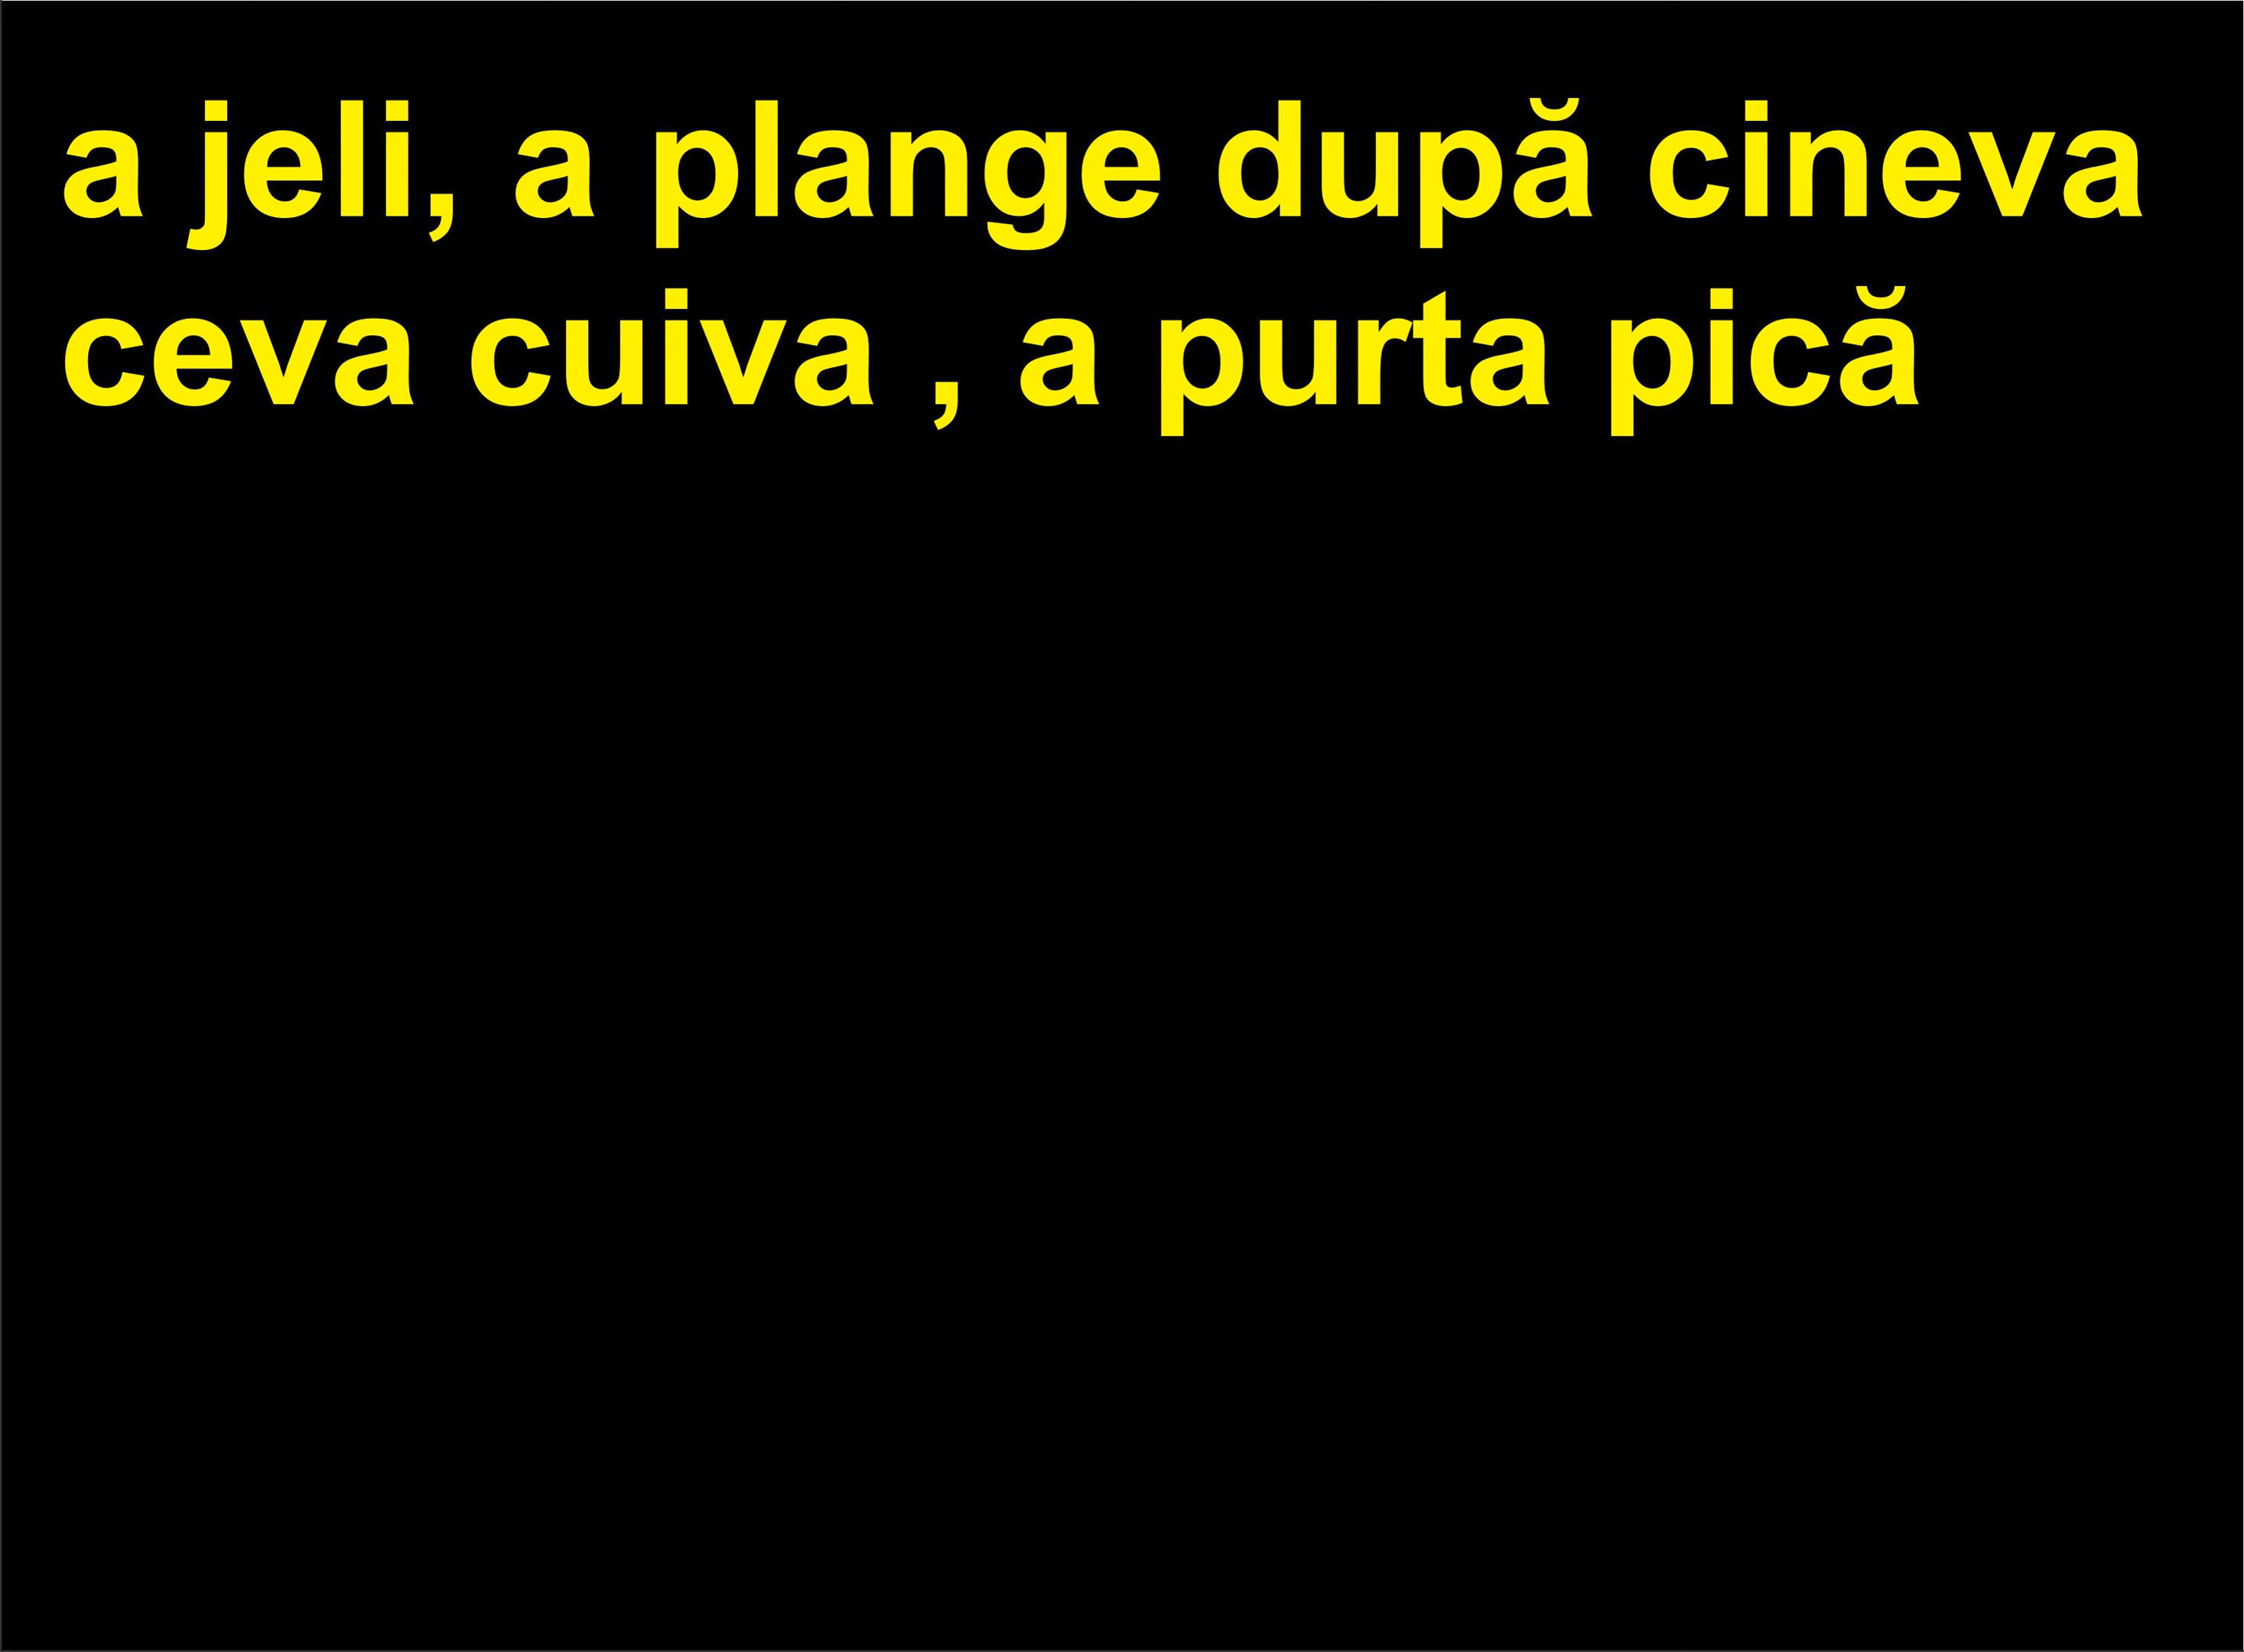 a jeli, a plange după cineva
ceva cuiva , a purta pică